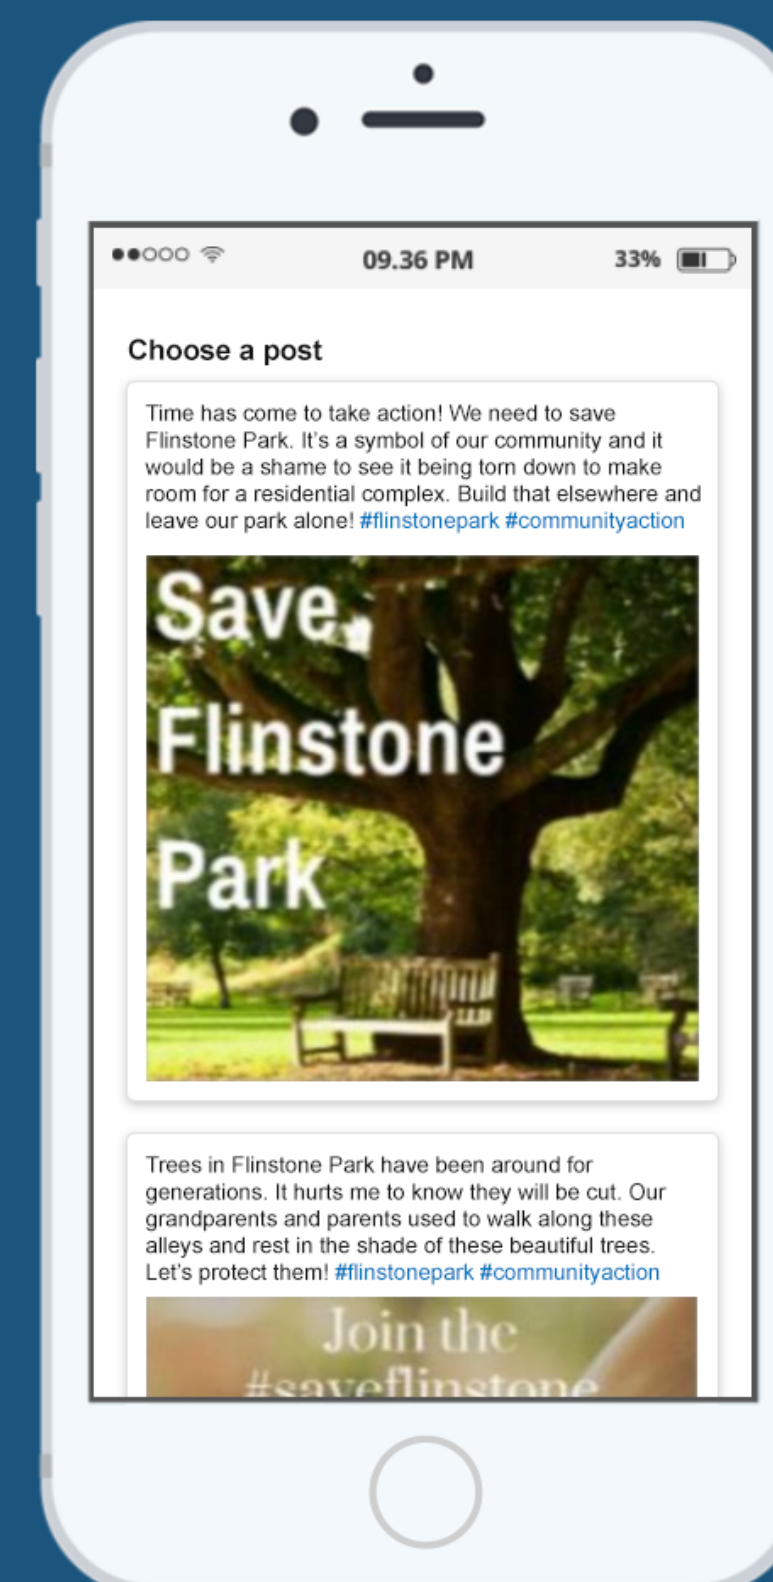 09.36 PM
33%
Choose a post
Time has come to take action! We need to save
Flinstone Park. It's a symbol of our community and it
would be a shame to see it being torn down to make
room for a residential complex. Build that elsewhere and
leave our park alone! #flinstonepark #communityaction
Save
Flinstone
Park
Trees in Flinstone Park have been around for
generations. It hurts me to know they will be cut. Our
grandparents and parents used to walk along these
alleys and rest in the shade of these beautiful trees.
Let's protect them! #flinstonepark #communityaction
Join the
#saveflinstone